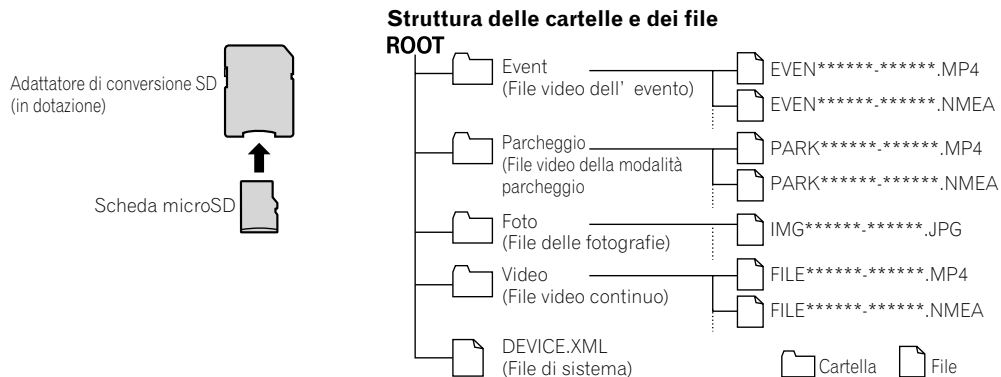 Struttura delle cartelle e dei file
ROOT
Adattatore di conversione SD
(in dotazione)
Scheda microSD
Event
(File video dell’ evento)
EVEN******-******.MP4
EVEN******-******.NMEA
Parcheggio
(File video della modalità
parcheggio
PARK******-******.MP4
PARK******-******.NMEA
Foto
(File delle fotografie)
IMG******-******.JPG
Video
(File video continuo)
FILE******-******.MP4
FILE******-******.NMEA
DEVICE.XML
(File di sistema)
Cartella
File